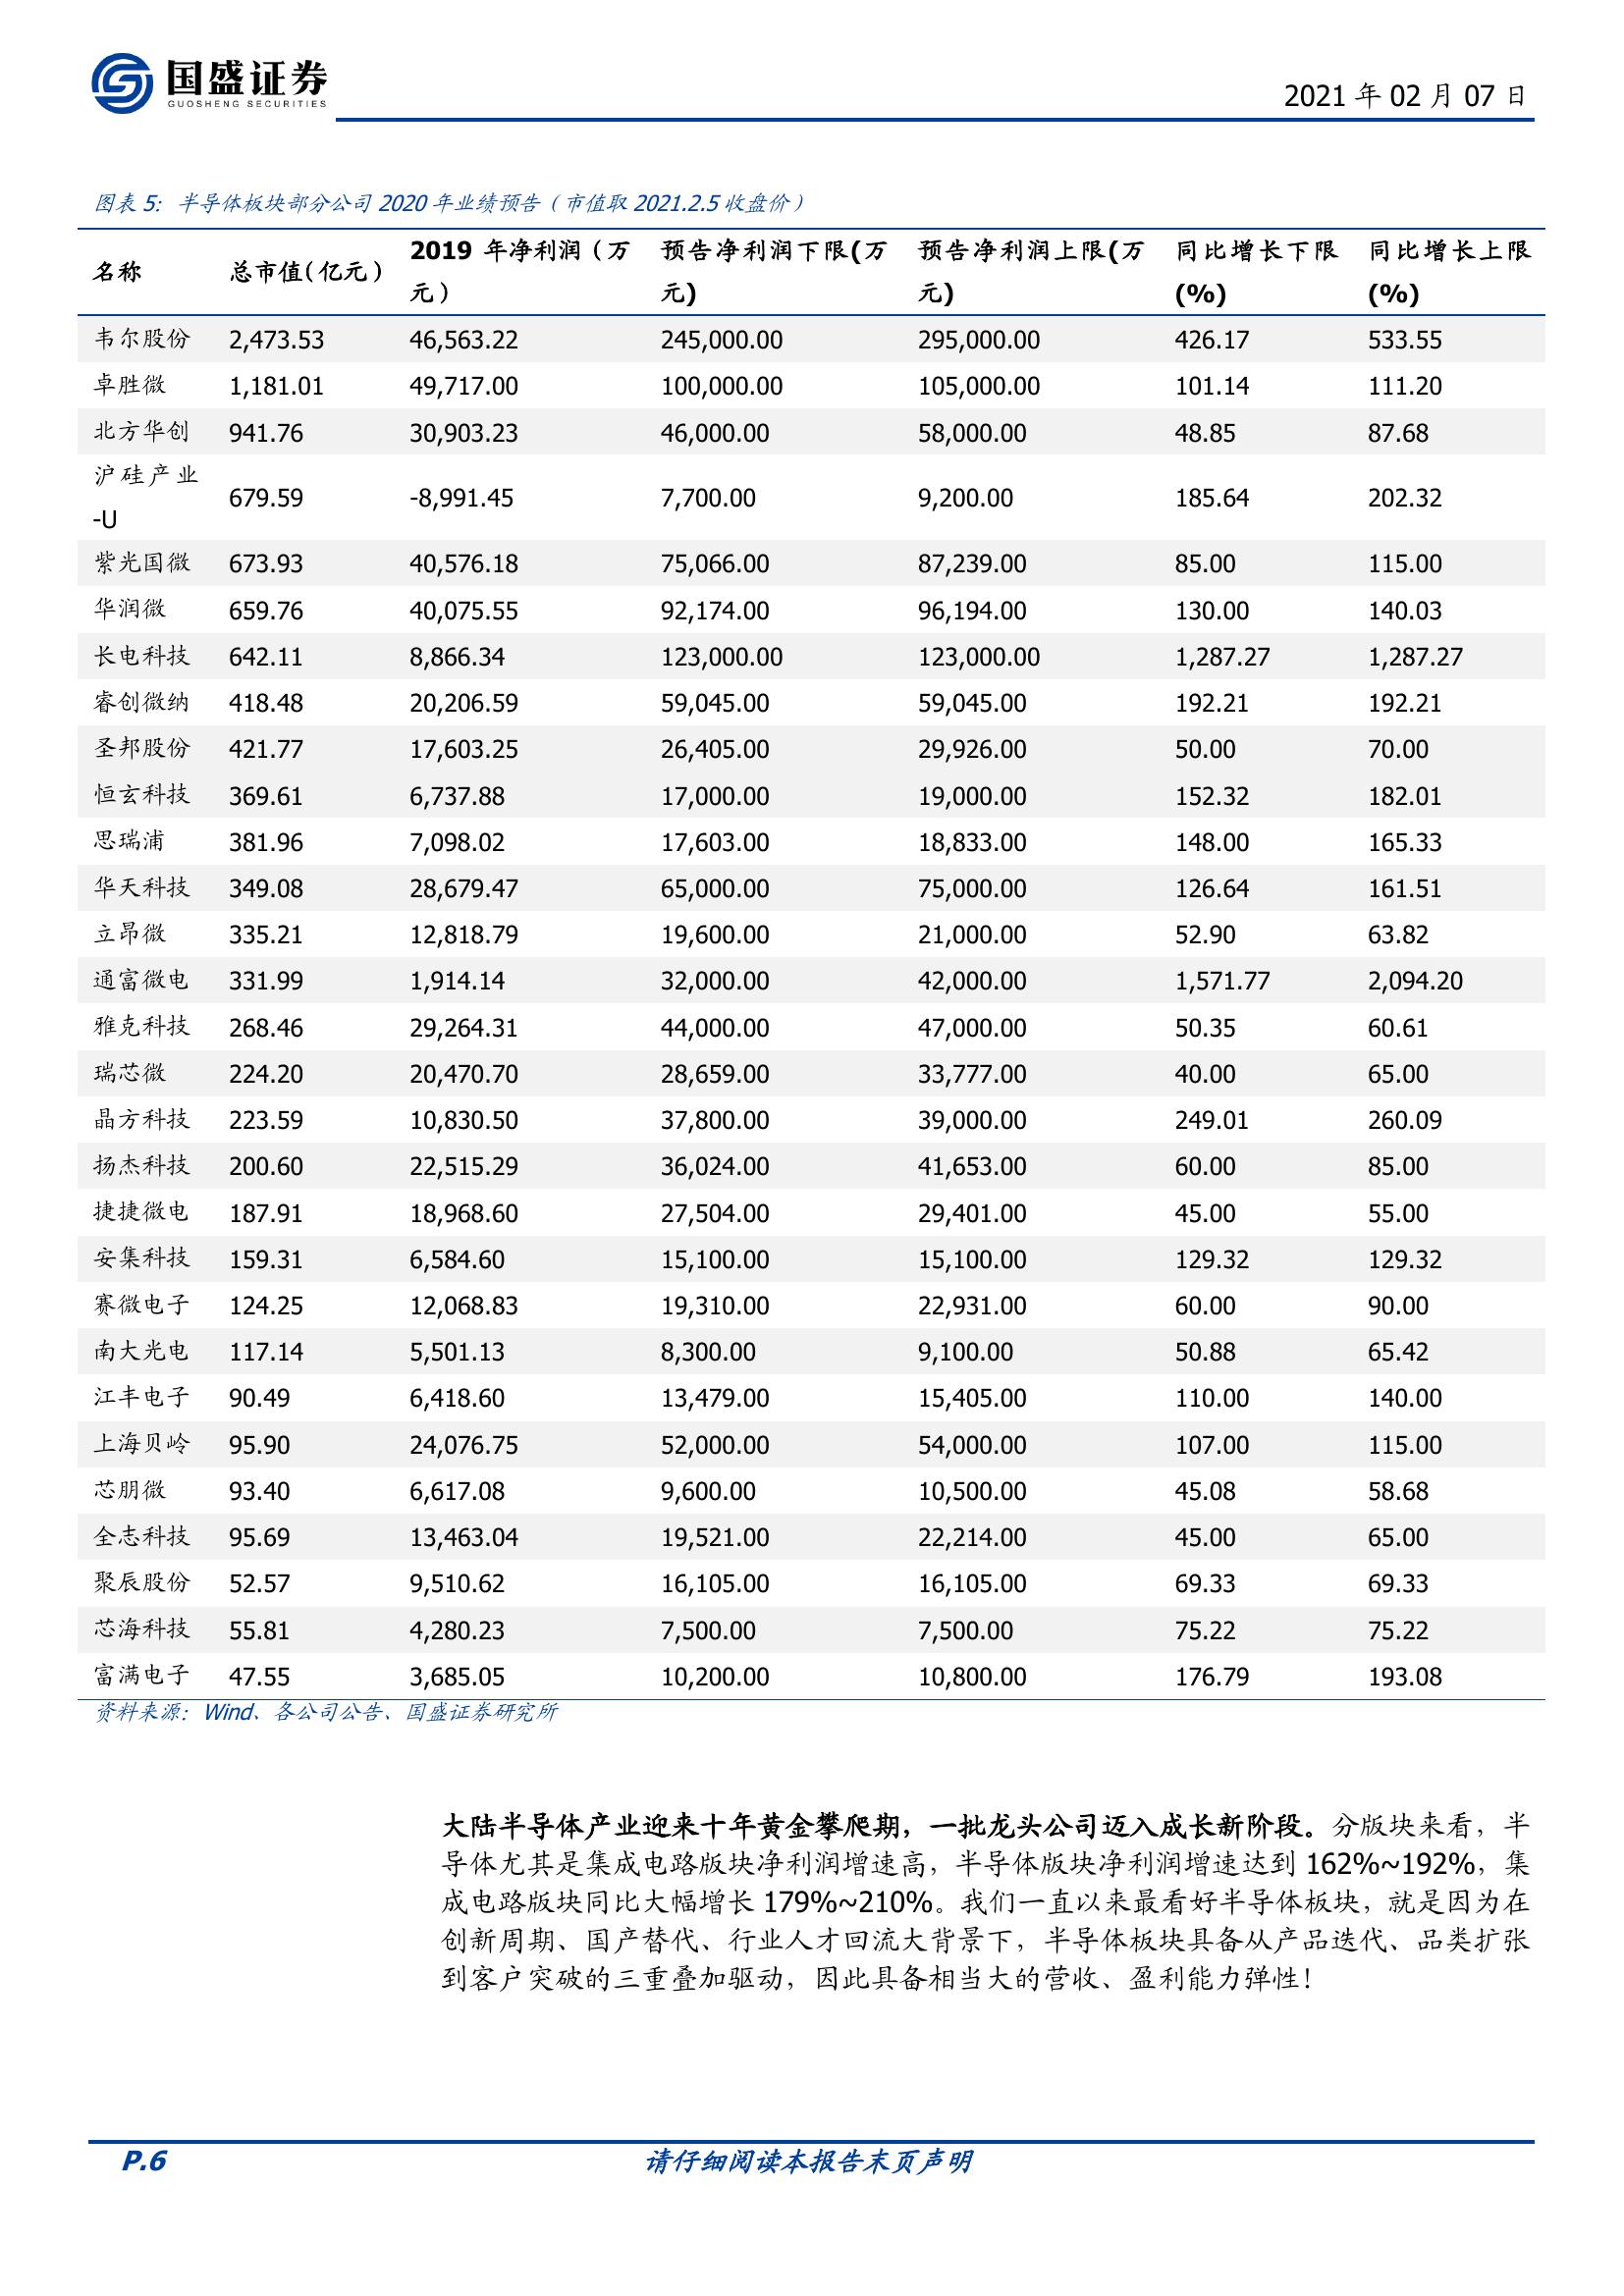 国盛证券
GUOSHENG SECURITIES
2021 年 02 月 07 日
图表 5: 半导体板块部分公司 2020 年业绩预告（市值取 2021.2.5 收盘价）
名称 总市值(亿元） 2019 年净利润（万元） 预告净利润下限(万元) 预告净利润上限(万元) 同比增长下限(%) 同比增长上限(%)
韦尔股份 2,473.53 46,563.22 245,000.00 295,000.00 426.17 533.55
卓胜微 1,181.01 49,717.00 100,000.00 105,000.00 101.14 111.20
北方华创 941.76 30,903.23 46,000.00 58,000.00 48.85 87.68
沪硅产业-U 679.59 -8,991.45 7,700.00 9,200.00 185.64 202.32
紫光国微 673.93 40,576.18 75,066.00 87,239.00 85.00 115.00
华润微 659.76 40,075.55 92,174.00 96,194.00 130.00 140.03
长电科技 642.11 8,866.34 123,000.00 123,000.00 1,287.27 1,287.27
睿创微纳 418.48 20,206.59 59,045.00 59,045.00 192.21 192.21
圣邦股份 421.77 17,603.25 26,405.00 29,926.00 50.00 70.00
恒玄科技 369.61 6,737.88 17,000.00 19,000.00 152.32 182.01
思瑞浦 381.96 7,098.02 17,603.00 18,833.00 148.00 165.33
华天科技 349.08 28,679.47 65,000.00 75,000.00 126.64 161.51
立昂微 335.21 12,818.79 19,600.00 21,000.00 52.90 63.82
通富微电 331.99 1,914.14 32,000.00 42,000.00 1,571.77 2,094.20
雅克科技 268.46 29,264.31 44,000.00 47,000.00 50.35 60.61
瑞芯微 224.20 20,470.70 28,659.00 33,777.00 40.00 65.00
晶方科技 223.59 10,830.50 37,800.00 39,000.00 249.01 260.09
扬杰科技 200.60 22,515.29 36,024.00 41,653.00 60.00 85.00
捷捷微电 187.91 18,968.60 27,504.00 29,401.00 45.00 55.00
安集科技 159.31 6,584.60 15,100.00 15,100.00 129.32 129.32
赛微电子 124.25 12,068.83 19,310.00 22,931.00 60.00 90.00
南大光电 117.14 5,501.13 8,300.00 9,100.00 50.88 65.42
江丰电子 90.49 6,418.60 13,479.00 15,405.00 110.00 140.00
上海贝岭 95.90 24,076.75 52,000.00 54,000.00 107.00 115.00
芯朋微 93.40 6,617.08 9,600.00 10,500.00 45.08 58.68
全志科技 95.69 13,463.04 19,521.00 22,214.00 45.00 65.00
聚辰股份 52.57 9,510.62 16,105.00 16,105.00 69.33 69.33
芯海科技 55.81 4,280.23 7,500.00 7,500.00 75.22 75.22
富满电子 47.55 3,685.05 10,200.00 10,800.00 176.79 193.08
资料来源：Wind、各公司公告、国盛证券研究所
大陆半导体产业迎来十年黄金攀爬期，一批龙头公司迈入成长新阶段。分版块来看，半
导体尤其是集成电路版块净利润增速高，半导体版块净利润增速达到 162%~192%，集
成电路版块同比大幅增长 179%~210%。我们一直以来最看好半导体板块，就是因为在
创新周期、国产替代、行业人才回流大背景下，半导体板块具备从产品迭代、品类扩张
到客户突破的三重叠加驱动，因此具备相当大的营收、盈利能力弹性！
P.6 请仔细阅读本报告末页声明